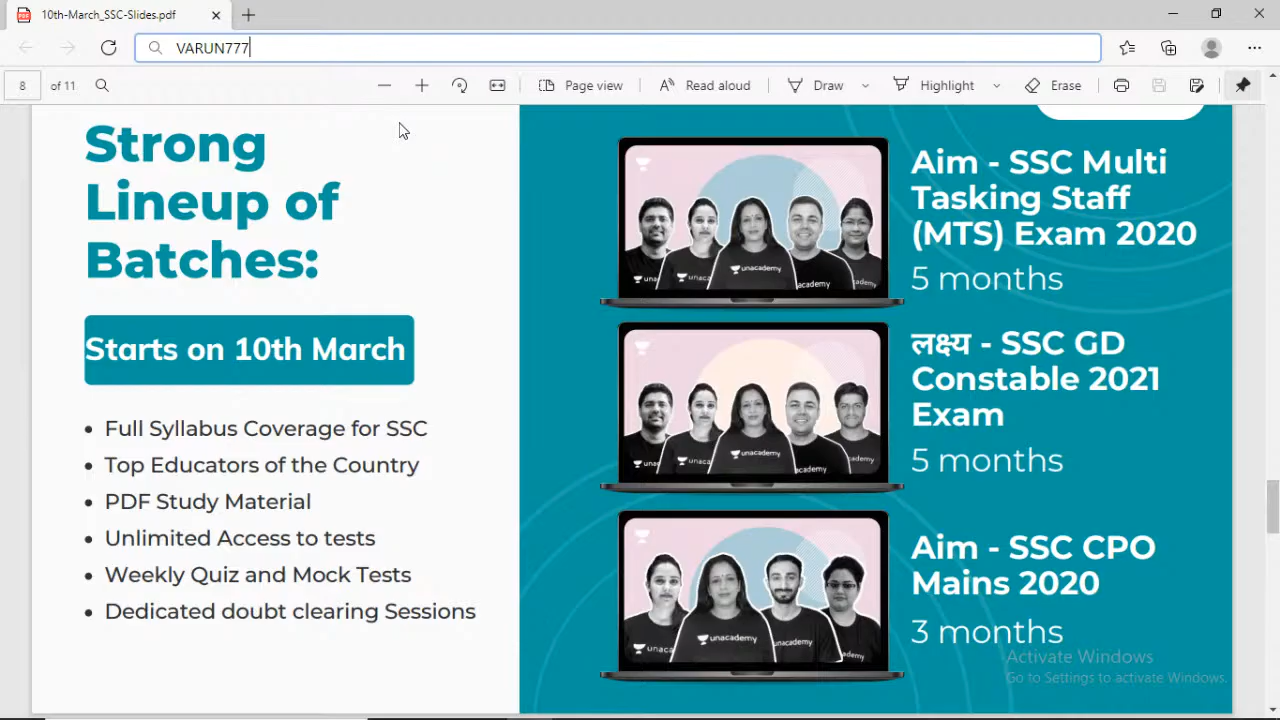 10th-March_SSC-Slides.pdf
VARUN777
8 of 11
Page view
Read aloud
Draw
Highlight
Erase
Strong
Lineup of
Batches:
Starts on 10th March
• Full Syllabus Coverage for SSC
• Top Educators of the Country
• PDF Study Material
• Unlimited Access to tests
• Weekly Quiz and Mock Tests
• Dedicated doubt clearing Sessions
unacademy
Aim - SSC Multi
Tasking Staff
(MTS) Exam 2020
5 months
unacademy
लक्ष्य - SSC GD
Constable 2021
Exam
5 months
unacademy
unacademy
Aim - SSC CPO
Mains 2020
3 months
Activate Windows
Go to Settings to activate Windows.